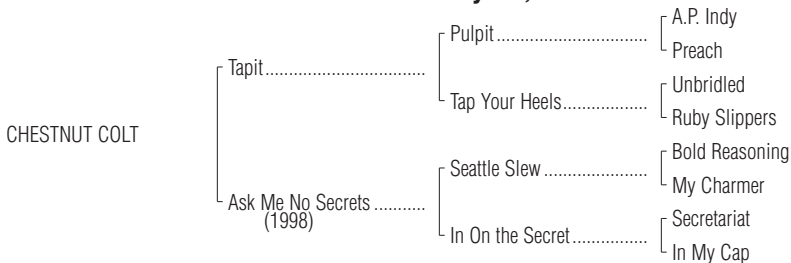 A.P. Indy
Pulpit................................
Preach
Tapit..................................
Unbridled
Tap Your Heels..................
Ruby Slippers
CHESTNUT COLT
Bold Reasoning
Seattle Slew......................
My Charmer
Ask Me No Secrets...........
(1998)
Secretariat
In On the Secret................
In My Cap